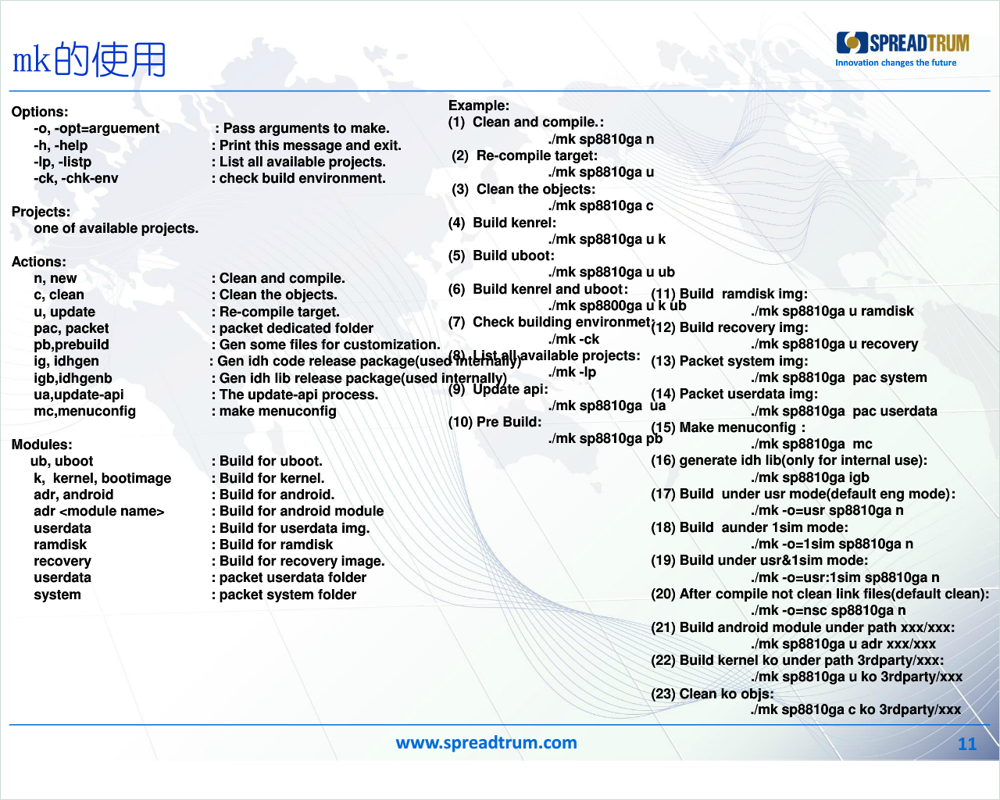 mk的使用
SPREADTRUM
Innovation changes the future
Options:
-o, -opt=arguement : Pass arguments to make.
-h, -help : Print this message and exit.
-lp, -listp : List all available projects.
-ck, -chk-env : check build environment.
Projects:
one of available projects.
Actions:
n, new : Clean and compile.
c, clean : Clean the objects.
u, update : Re-compile target.
pac, packet : packet dedicated folder
pb,prebuild : Gen some files for customization.
ig, idhgen : Gen idh code release package(used internally)
igb,idhgenb : Gen idh lib release package(used internally)
ua,update-api : The update-api process.
mc,menuconfig : make menuconfig
Modules:
ub, uboot : Build for uboot.
k, kernel, bootimage : Build for kernel.
adr, android : Build for android.
adr <module name> : Build for android module
userdata : Build for userdata img.
ramdisk : Build for ramdisk
recovery : Build for recovery image.
userdata : packet userdata folder
system : packet system folder
Example:
(1) Clean and compile.:
./mk sp8810ga n
(2) Re-compile target:
./mk sp8810ga u
(3) Clean the objects:
./mk sp8810ga c
(4) Build kenrel:
./mk sp8810ga u k
(5) Build uboot:
./mk sp8810ga u ub
(6) Build kenrel and uboot:
./mk sp8800ga u k ub
(7) Check building environmet:
./mk -ck
(8) List all available projects:
./mk -lp
(9) Update api:
./mk sp8810ga ua
(10) Pre Build:
./mk sp8810ga pb
(11) Build ramdisk img:
./mk sp8810ga u ramdisk
(12) Build recovery img:
./mk sp8810ga u recovery
(13) Packet system img:
./mk sp8810ga pac system
(14) Packet userdata img:
./mk sp8810ga pac userdata
(15) Make menuconfig :
./mk sp8810ga mc
(16) generate idh lib(only for internal use):
./mk sp8810ga igb
(17) Build under usr mode(default eng mode):
./mk -o=usr sp8810ga n
(18) Build aunder 1sim mode:
./mk -o=1sim sp8810ga n
(19) Build under usr&1sim mode:
./mk -o=usr:1sim sp8810ga n
(20) After compile not clean link files(default clean):
./mk -o=nsc sp8810ga n
(21) Build android module under path xxx/xxx:
./mk sp8810ga u adr xxx/xxx
(22) Build kernel ko under path 3rdparty/xxx:
./mk sp8810ga u ko 3rdparty/xxx
(23) Clean ko objs:
./mk sp8810ga c ko 3rdparty/xxx
www.spreadtrum.com
11